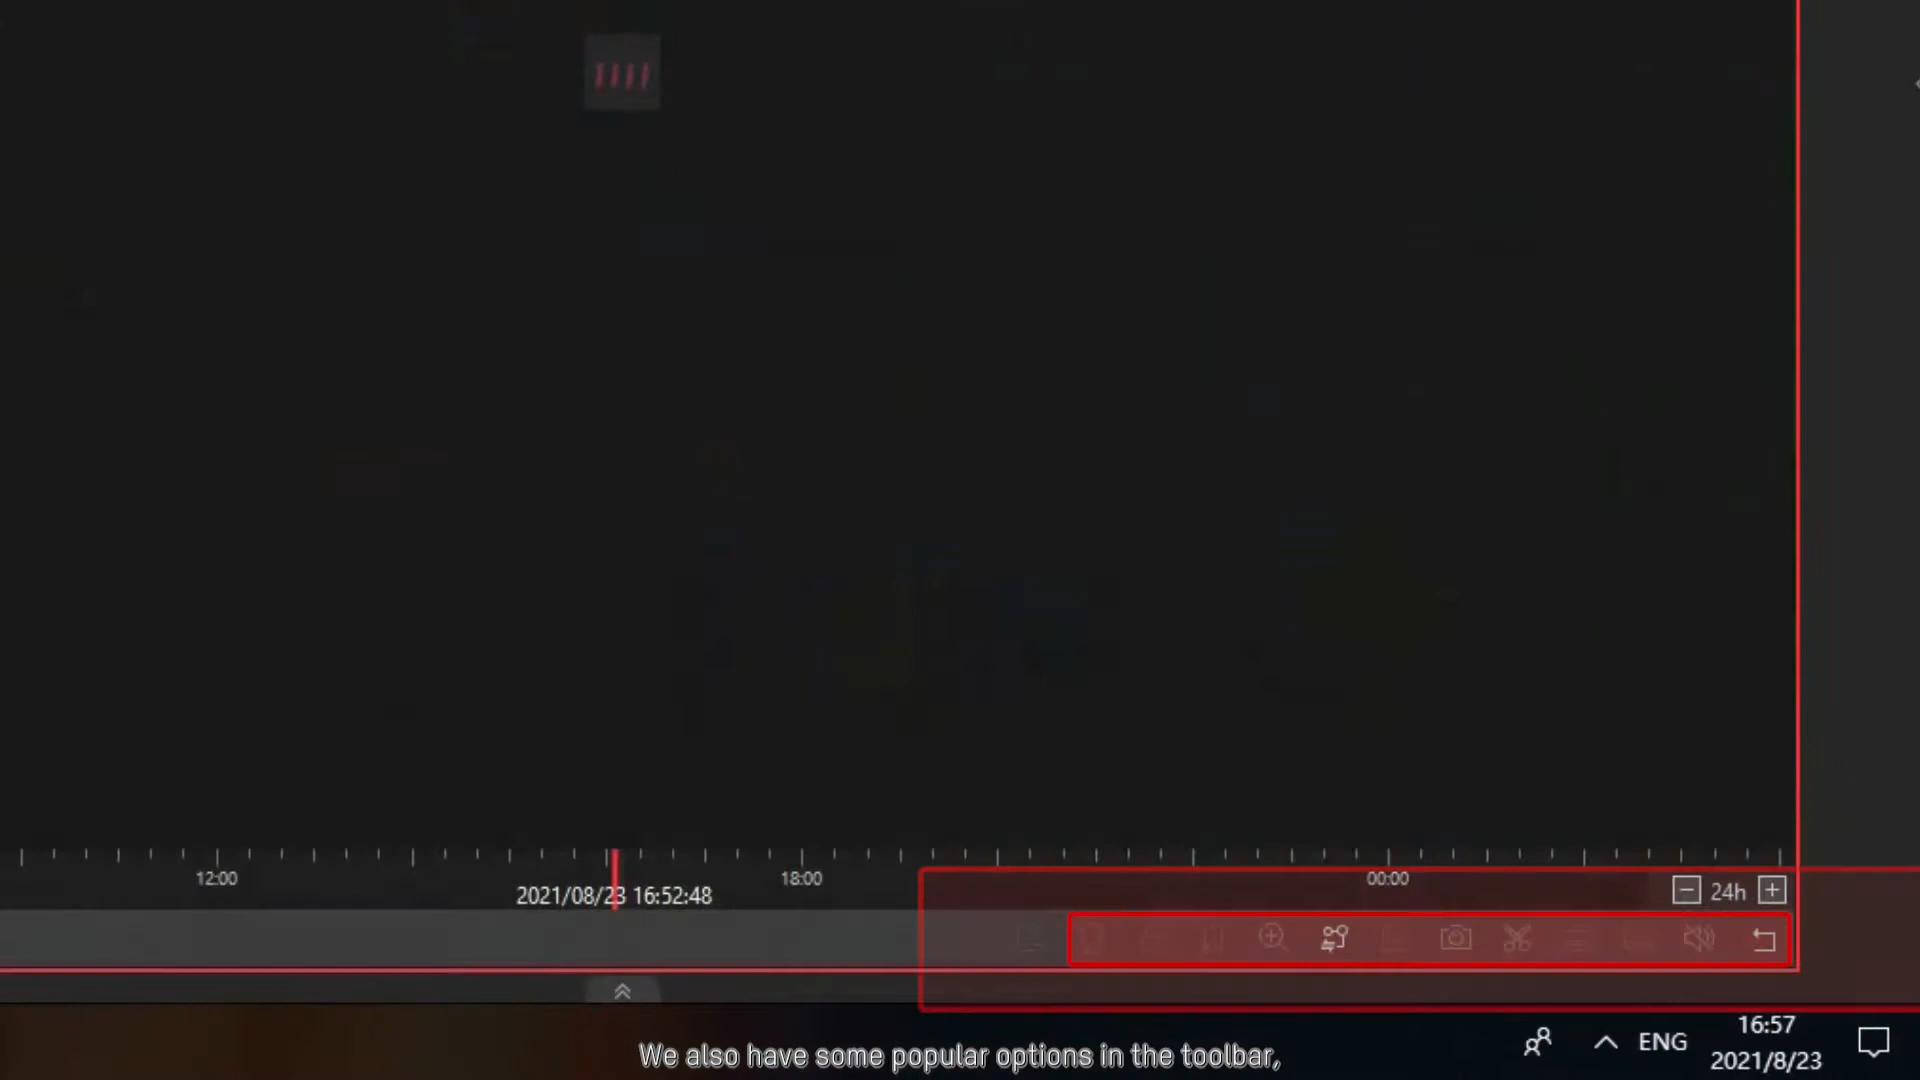 12:00
18:00
00:00
2021/08/23 16:52:48
24h
ENG
16:57
2021/8/23
We also have some popular options in the toolbar,